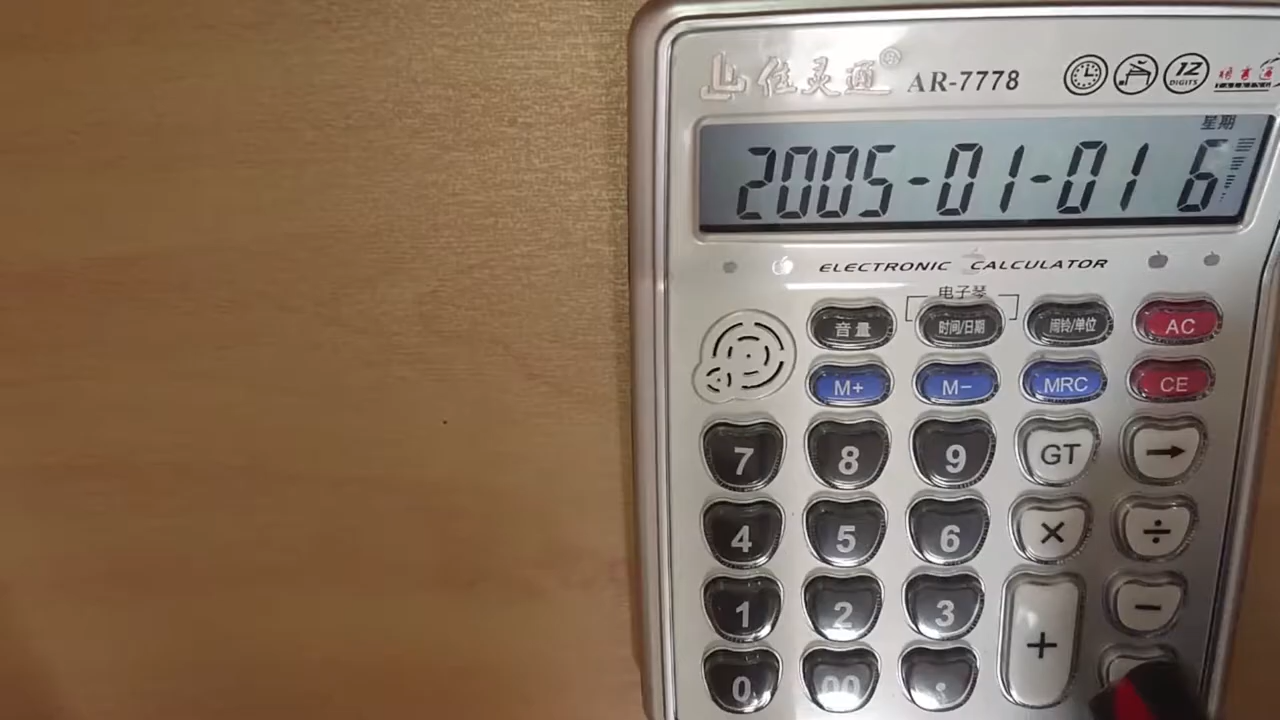 佳灵通® AR-7778
12 DIGITS
星期
2005-01-01 6
ELECTRONIC CALCULATOR
电子琴
音量 时间/日期 闹铃/单位 AC
M+ M− MRC CE
7 8 9 GT →
4 5 6 × ÷
1 2 3 + −
0 00 .